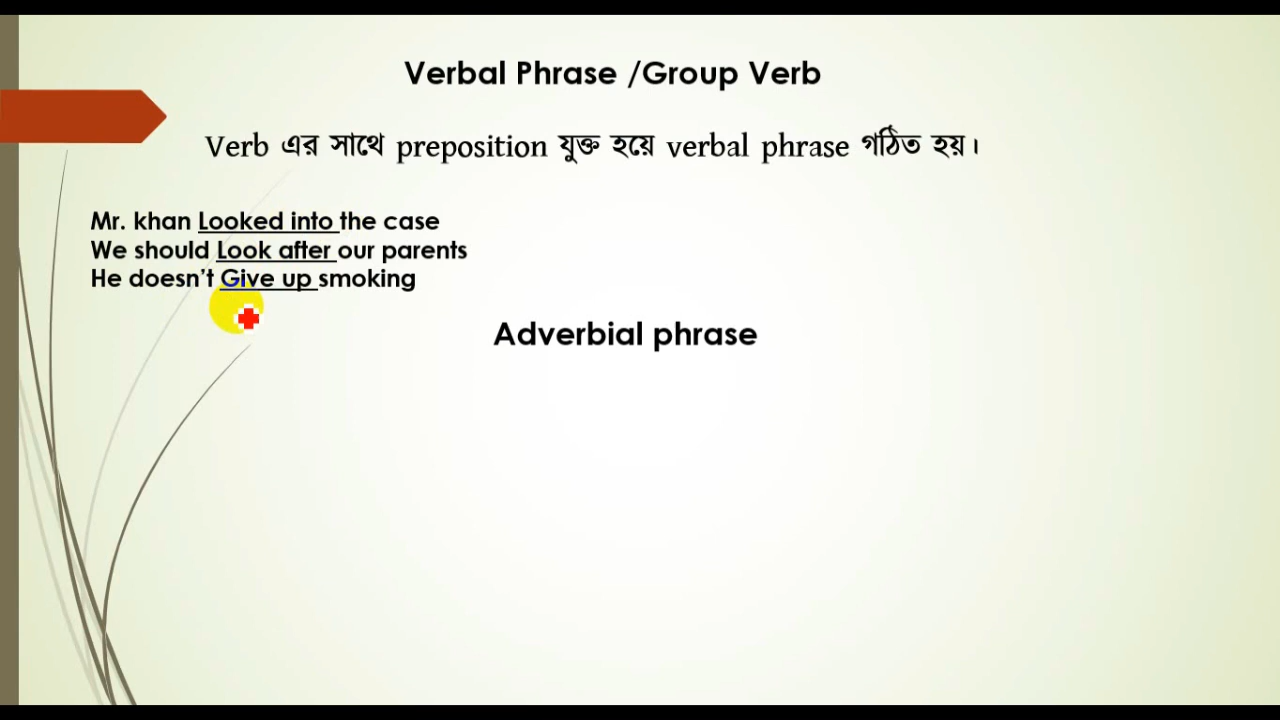 Verbal Phrase /Group Verb
Verb এর সাথে preposition যুক্ত হয়ে verbal phrase গঠিত হয়।
Mr. khan Looked into the case
We should Look after our parents
He doesn't Give up smoking
Adverbial phrase